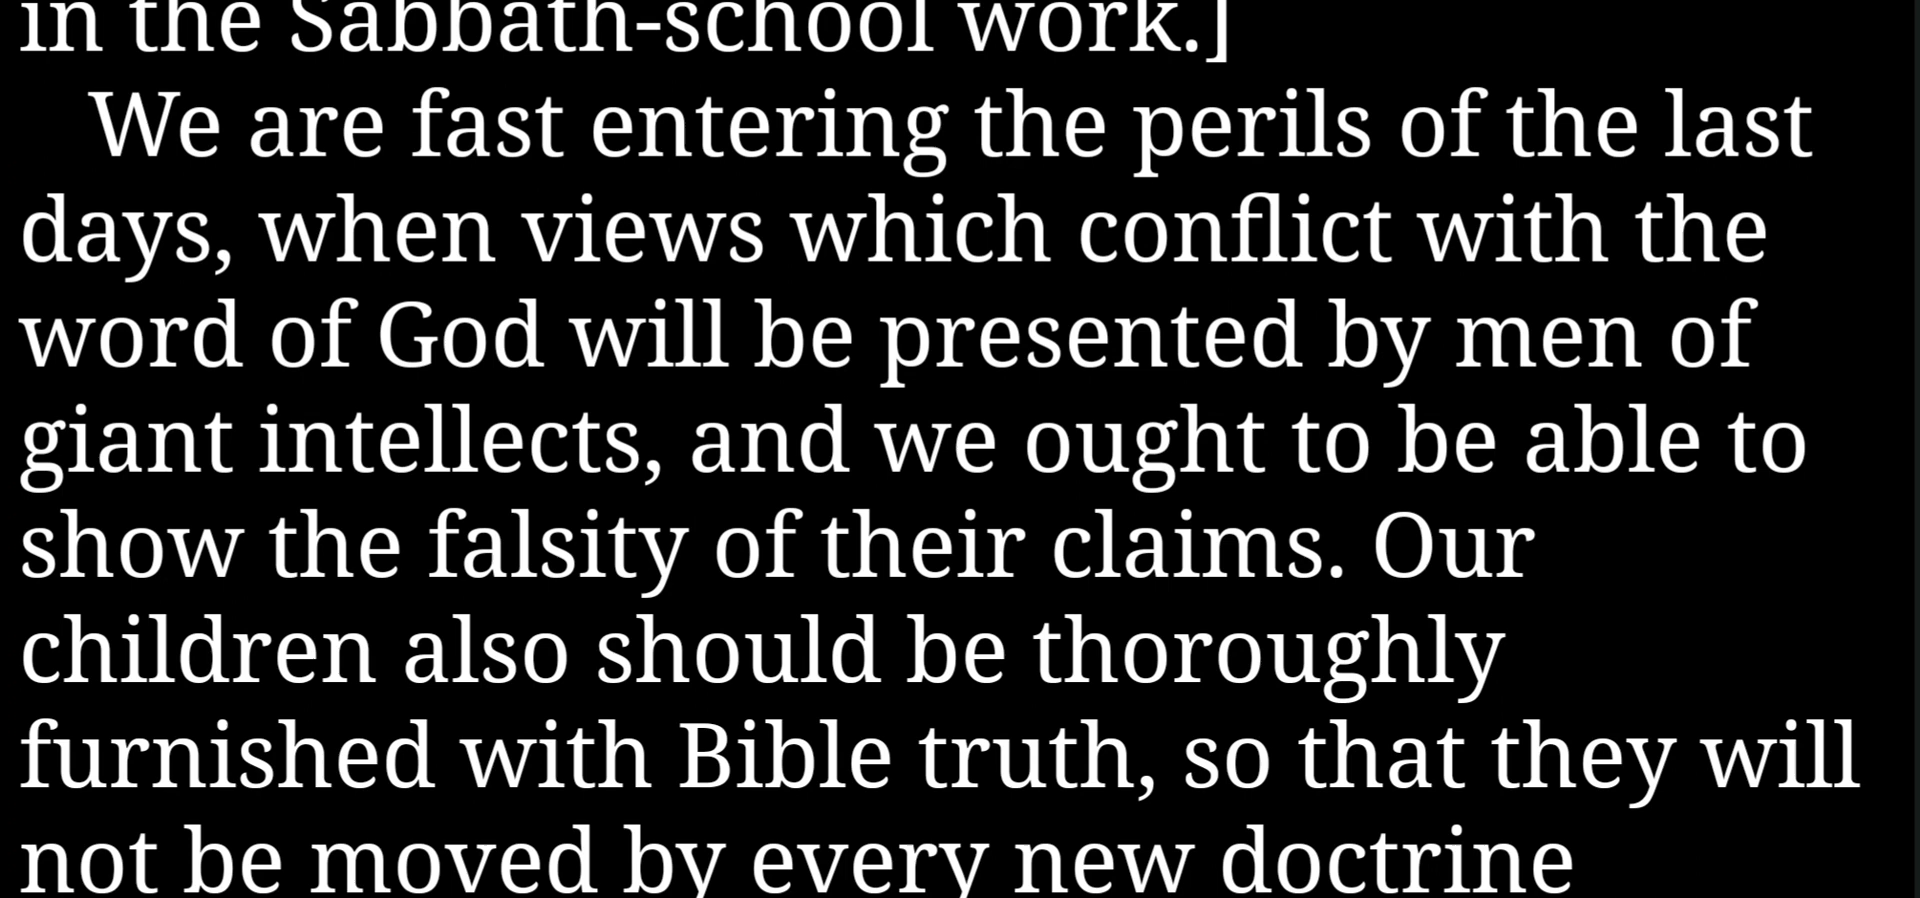 in the Sabbath-school work.]
We are fast entering the perils of the last
days, when views which conflict with the
word of God will be presented by men of
giant intellects, and we ought to be able to
show the falsity of their claims. Our
children also should be thoroughly
furnished with Bible truth, so that they will
not be moved by every new doctrine